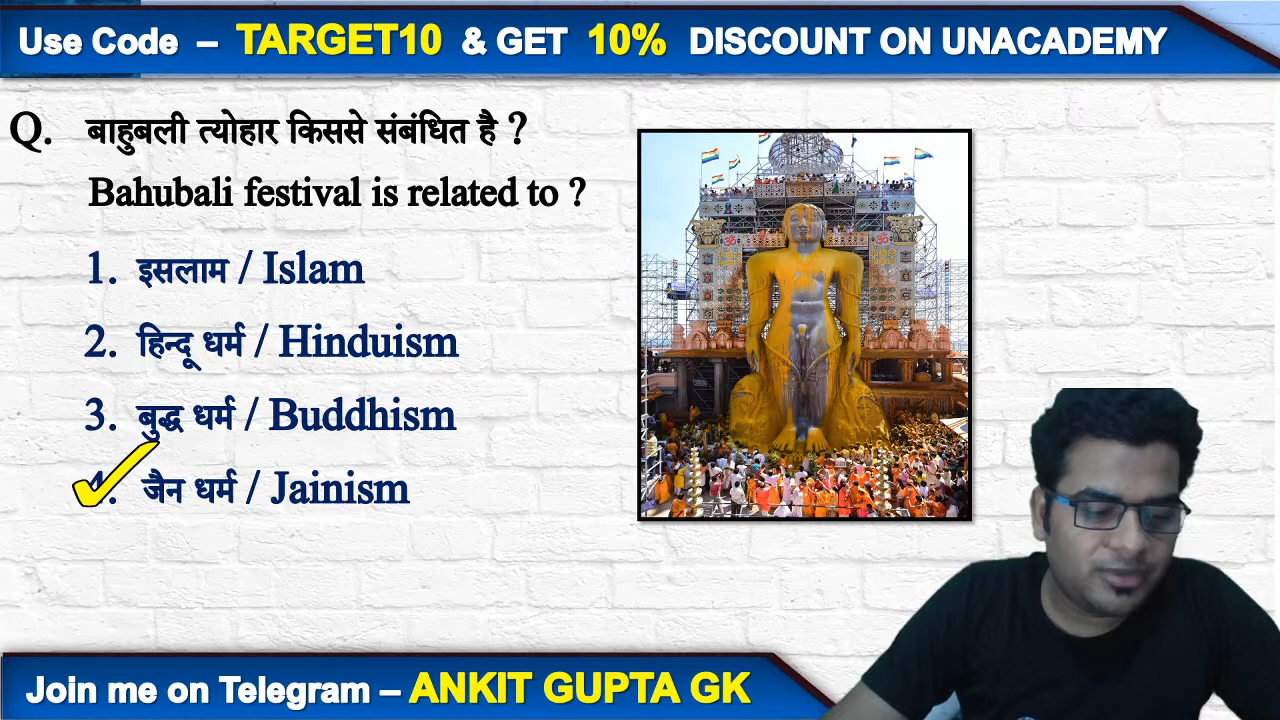 Use Code – TARGET10 & GET 10% DISCOUNT ON UNACADEMY
Q. बाहुबली त्योहार किससे संबंधित है ?
Bahubali festival is related to ?
1. इसलाम / Islam
2. हिन्दू धर्म / Hinduism
3. बुद्ध धर्म / Buddhism
4. जैन धर्म / Jainism
Join me on Telegram – ANKIT GUPTA GK